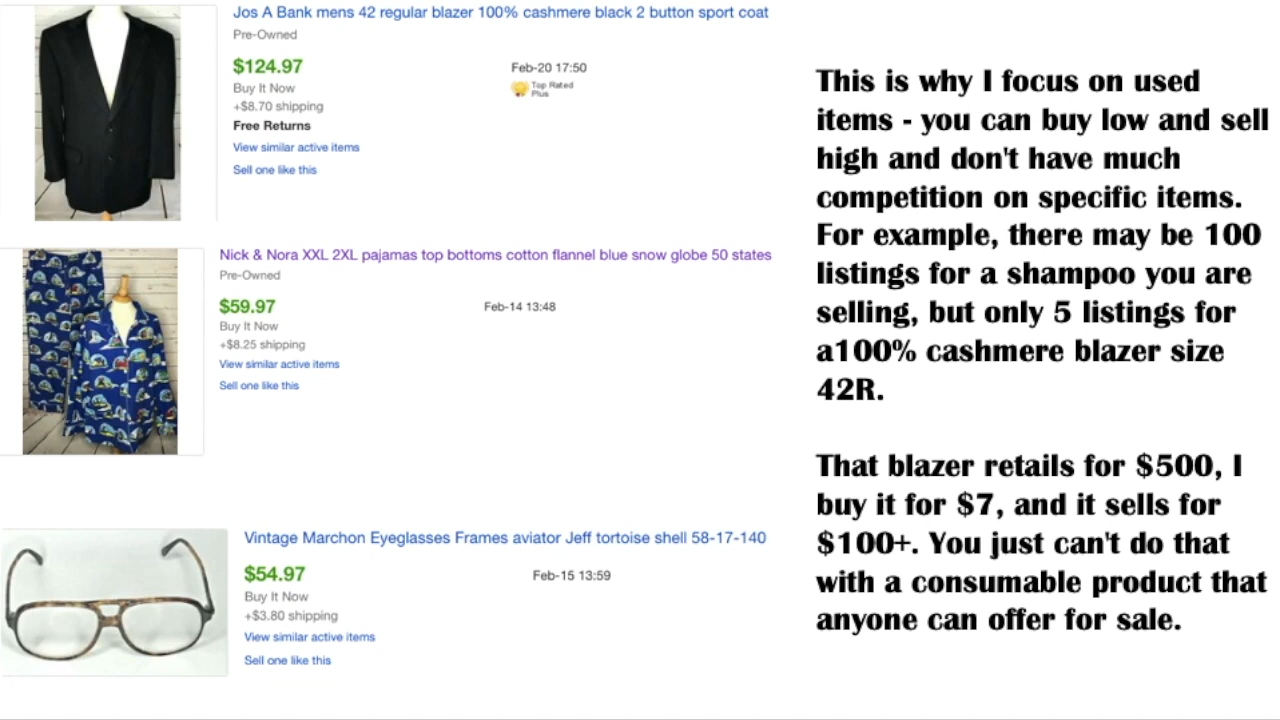 Jos A Bank mens 42 regular blazer 100% cashmere black 2 button sport coat
Pre-Owned
$124.97
Feb-20 17:50
Buy It Now
Top Rated
Plus
+$8.70 shipping
Free Returns
View similar active items
Sell one like this
Nick & Nora XXL 2XL pajamas top bottoms cotton flannel blue snow globe 50 states
Pre-Owned
$59.97
Feb-14 13:48
Buy It Now
+$8.25 shipping
View similar active items
Sell one like this
Vintage Marchon Eyeglasses Frames aviator Jeff tortoise shell 58-17-140
$54.97
Feb-15 13:59
Buy It Now
+$3.80 shipping
View similar active items
Sell one like this
This is why I focus on used
items - you can buy low and sell
high and don't have much
competition on specific items.
For example, there may be 100
listings for a shampoo you are
selling, but only 5 listings for
a100% cashmere blazer size
42R.
That blazer retails for $500, I
buy it for $7, and it sells for
$100+. You just can't do that
with a consumable product that
anyone can offer for sale.